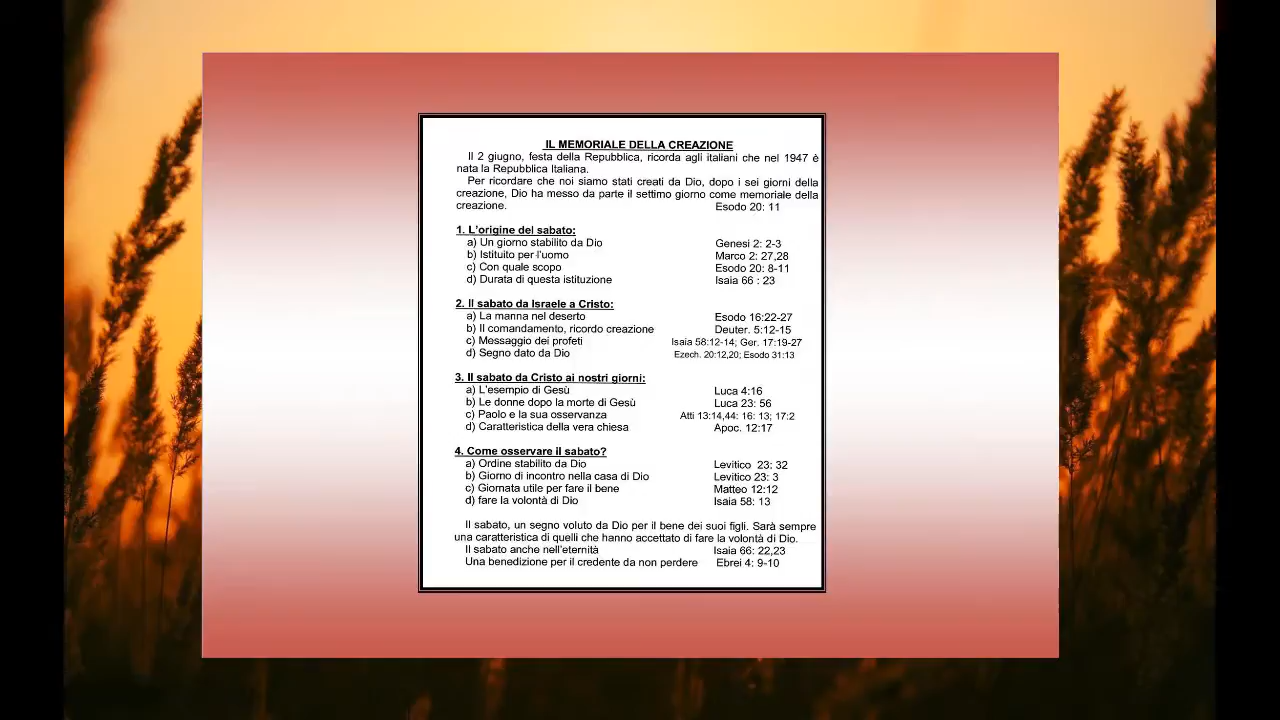 IL MEMORIALE DELLA CREAZIONE
Il 2 giugno, festa della Repubblica, ricorda agli italiani che nel 1947 è
nata la Repubblica Italiana.
Per ricordare che noi siamo stati creati da Dio, dopo i sei giorni della
creazione, Dio ha messo da parte il settimo giorno come memoriale della
creazione. Esodo 20: 11
1. L'origine del sabato:
a) Un giorno stabilito da Dio Genesi 2: 2-3
b) Istituito per l'uomo Marco 2: 27,28
c) Con quale scopo Esodo 20: 8-11
d) Durata di questa istituzione Isaia 66 : 23
2. Il sabato da Israele a Cristo:
a) La manna nel deserto Esodo 16:22-27
b) Il comandamento, ricordo creazione Deuter. 5:12-15
c) Messaggio dei profeti Isaia 58:12-14; Ger. 17:19-27
d) Segno dato da Dio Ezech. 20:12,20; Esodo 31:13
3. Il sabato da Cristo ai nostri giorni:
a) L'esempio di Gesù Luca 4:16
b) Le donne dopo la morte di Gesù Luca 23: 56
c) Paolo e la sua osservanza Atti 13:14,44: 16: 13; 17:2
d) Caratteristica della vera chiesa Apoc. 12:17
4. Come osservare il sabato?
a) Ordine stabilito da Dio Levitico 23: 32
b) Giorno di incontro nella casa di Dio Levitico 23: 3
c) Giornata utile per fare il bene Matteo 12:12
d) fare la volontà di Dio Isaia 58: 13
Il sabato, un segno voluto da Dio per il bene dei suoi figli. Sarà sempre
una caratteristica di quelli che hanno accettato di fare la volontà di Dio.
Il sabato anche nell'eternità Isaia 66: 22,23
Una benedizione per il credente da non perdere Ebrei 4: 9-10